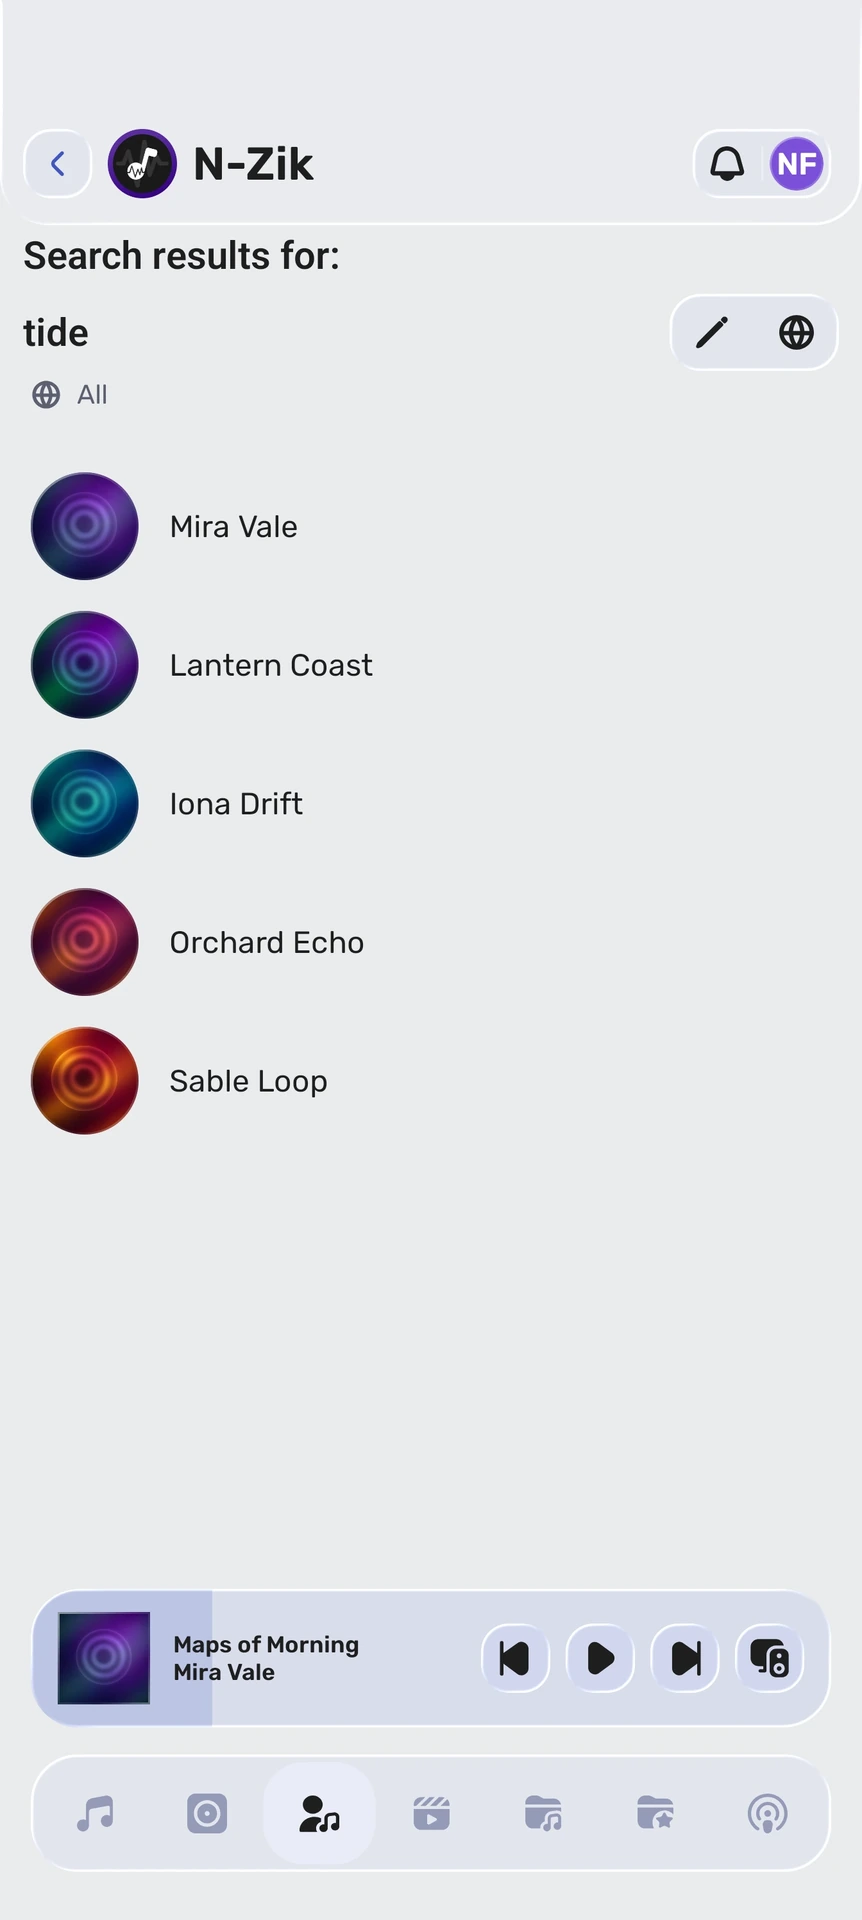 N-Zik
NF
Search results for:
tide
All
Mira Vale
Lantern Coast
Iona Drift
Orchard Echo
Sable Loop
Maps of Morning
Mira Vale